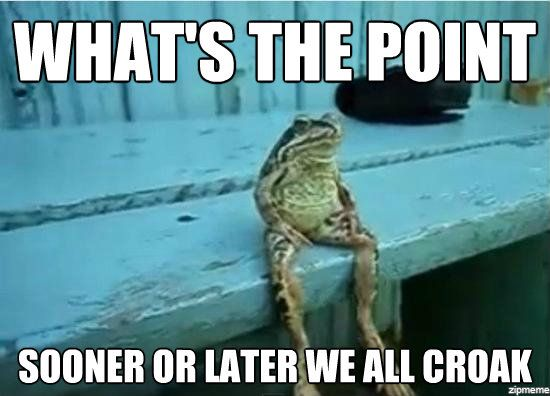 WHAT'S THE POINT
SOONER OR LATER WE ALL CROAK
zipmeme